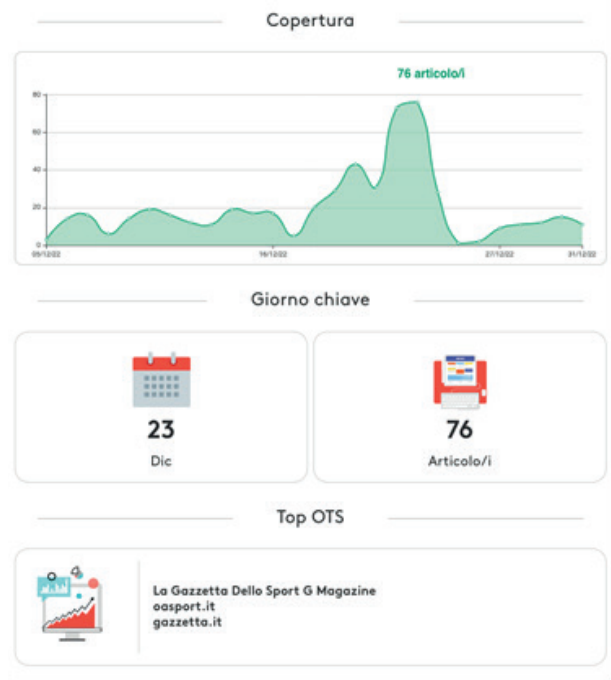 Copertura
76 articolo/i
80
60
40
20
0
05/12/22
16/12/22
27/12/22
31/12/22
Giorno chiave
23
Dic
76
Articolo/i
Top OTS
La Gazzetta Dello Sport G Magazine
oasport.it
gazzetta.it